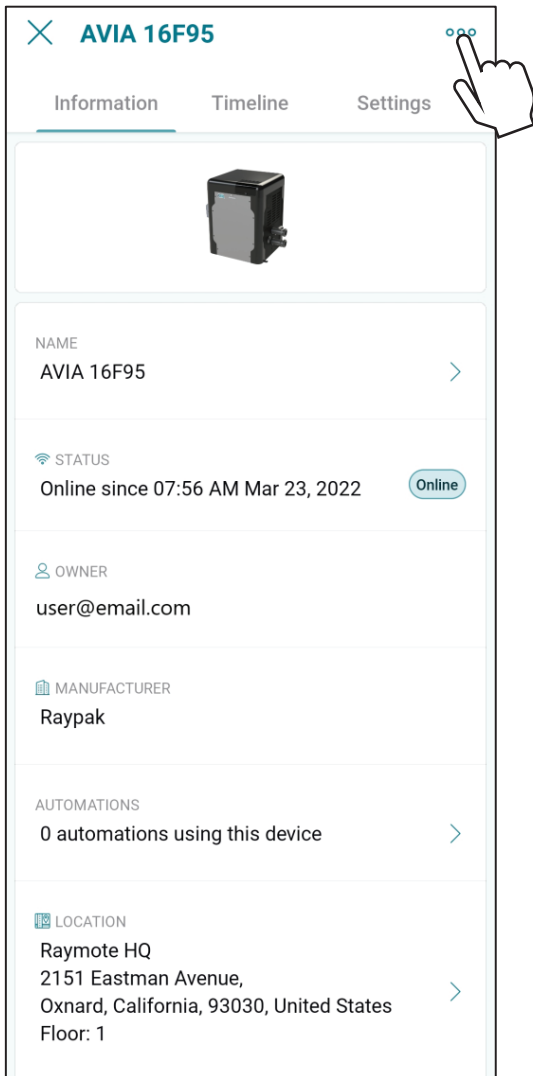 AVIA 16F95
Information Timeline Settings
NAME
AVIA 16F95
STATUS
Online since 07:56 AM Mar 23, 2022 Online
OWNER
user@email.com
MANUFACTURER
Raypak
AUTOMATIONS
0 automations using this device
LOCATION
Raymote HQ
2151 Eastman Avenue,
Oxnard, California, 93030, United States
Floor: 1